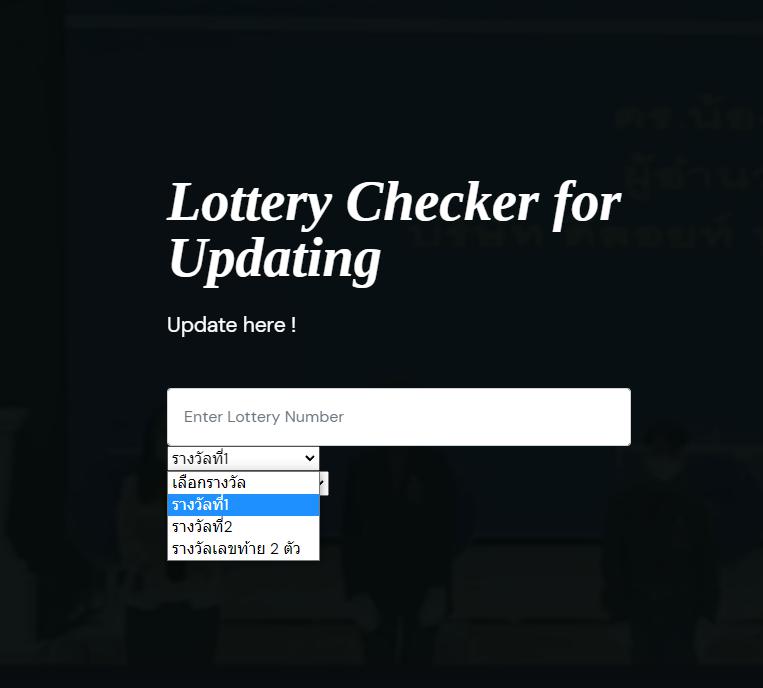 Lottery Checker for
Updating
Update here !
Enter Lottery Number
รางวัลที่1
เลือกรางวัล
รางวัลที่1
รางวัลที่2
รางวัลเลขท้าย 2 ตัว